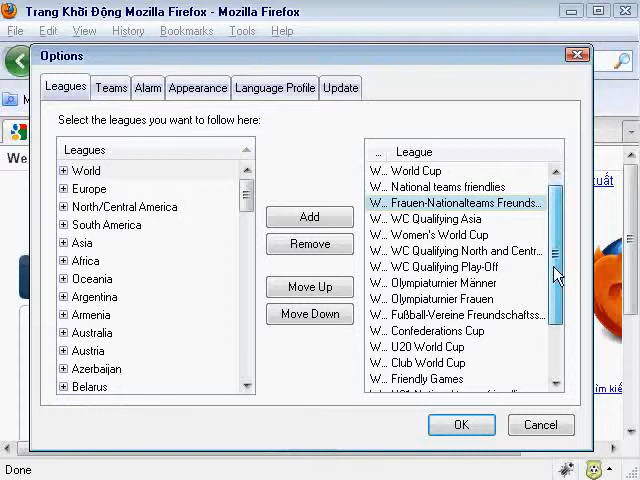 Trang Khởi Động Mozilla Firefox - Mozilla Firefox
File Edit View History Bookmarks Tools Help
Options
Leagues Teams Alarm Appearance Language Profile Update
Select the leagues you want to follow here:
Leagues
World
Europe
North/Central America
South America
Asia
Africa
Oceania
Argentina
Armenia
Australia
Austria
Azerbaijan
Belarus
Add
Remove
Move Up
Move Down
... League
W... World Cup
W... National teams friendlies
W... Frauen-Nationalteams Freunds...
W... WC Qualifying Asia
W... Women's World Cup
W... WC Qualifying North and Centr...
W... WC Qualifying Play-Off
W... Olympiaturnier Männer
W... Olympiaturnier Frauen
W... Fußball-Vereine Freundschaftss...
W... Confederations Cup
W... U20 World Cup
W... Club World Cup
W... Friendly Games
OK Cancel
We
xuất
ìm kiế
Done